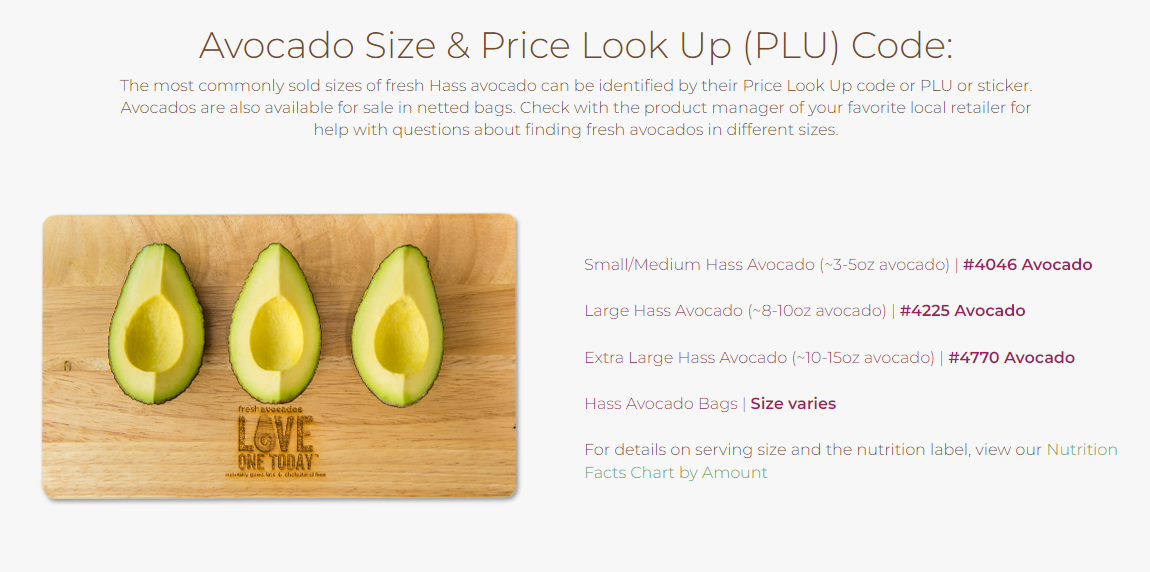 Avocado Size & Price Look Up (PLU) Code:
The most commonly sold sizes of fresh Hass avocado can be identified by their Price Look Up code or PLU or sticker.
Avocados are also available for sale in netted bags. Check with the product manager of your favorite local retailer for
help with questions about finding fresh avocados in different sizes.
fresh avocados
LOVE
ONE TODAY
naturally good fats & cholesterol free
Small/Medium Hass Avocado (~3-5oz avocado) | #4046 Avocado
Large Hass Avocado (~8-10oz avocado) | #4225 Avocado
Extra Large Hass Avocado (~10-15oz avocado) | #4770 Avocado
Hass Avocado Bags | Size varies
For details on serving size and the nutrition label, view our Nutrition
Facts Chart by Amount